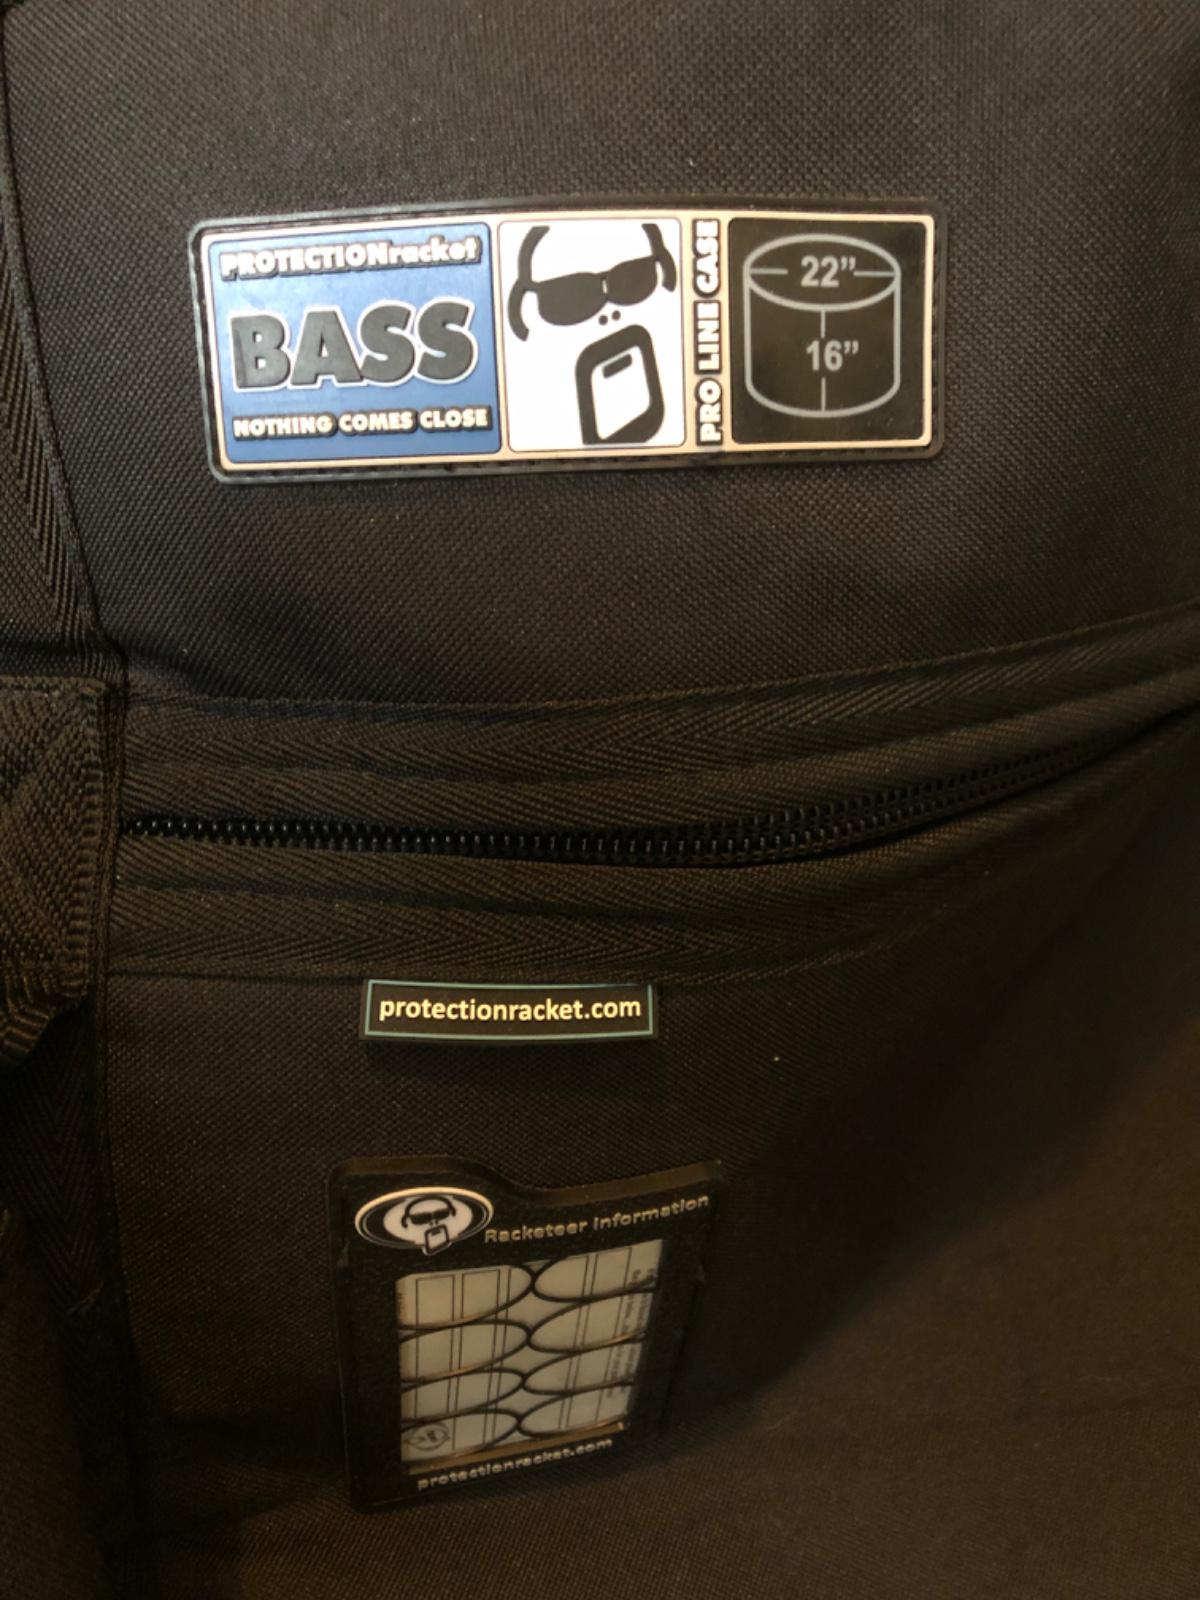 PROTECTIONracket
BASS
NOTHING COMES CLOSE
PRO LINE CASE
22”
16”
protectionracket.com
Racketeer Information
protectionracket.com